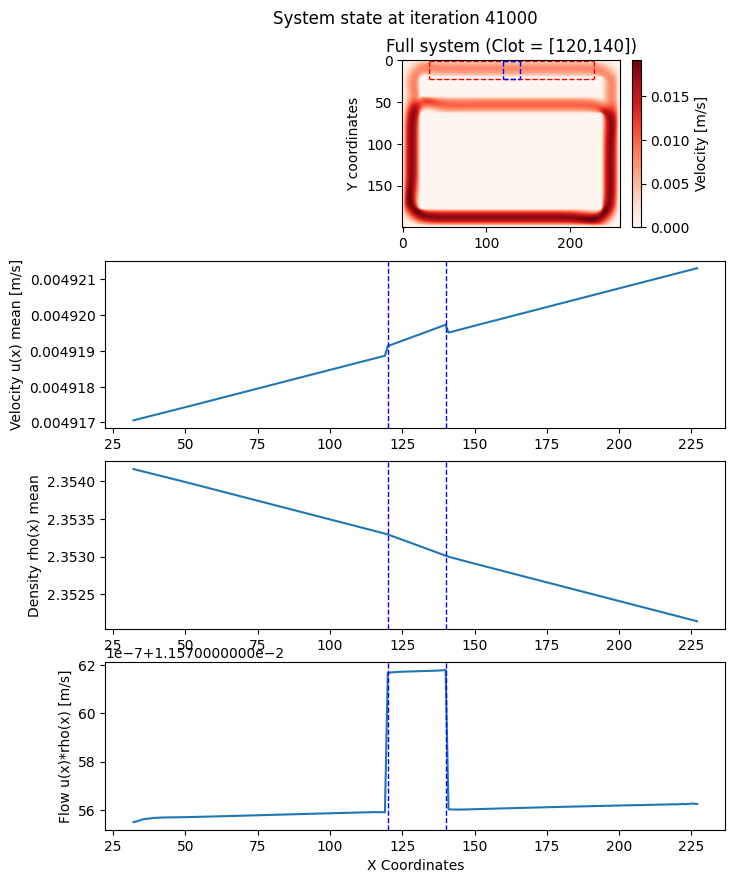 System state at iteration 41000
Full system (Clot = [120,140])
0
50
100
150
Y coordinates
0 100 200
0.015
0.010
0.005
0.000
Velocity [m/s]
0.004921
0.004920
0.004919
0.004918
0.004917
Velocity u(x) mean [m/s]
25 50 75 100 125 150 175 200 225
2.3540
2.3535
2.3530
2.3525
Density rho(x) mean
25 50 75 100 125 150 175 200 225
1e−7+1.1570000000e−2
62
60
58
56
Flow u(x)*rho(x) [m/s]
25 50 75 100 125 150 175 200 225
X Coordinates